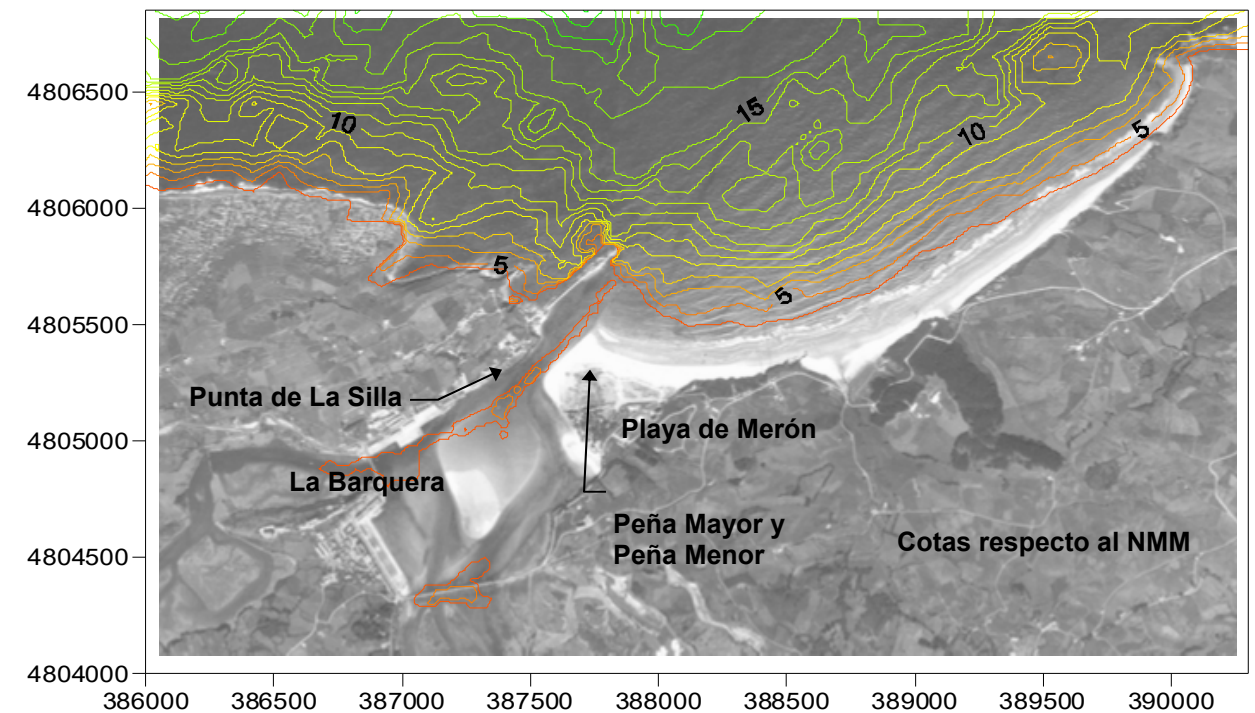 4806500
4806000
4805500
4805000
4804500
4804000
10
15
10
5
5
5
Punta de La Silla
La Barquera
Playa de Merón
Peña Mayor y
Peña Menor
Cotas respecto al NMM
386000 386500 387000 387500 388000 388500 389000 389500 390000